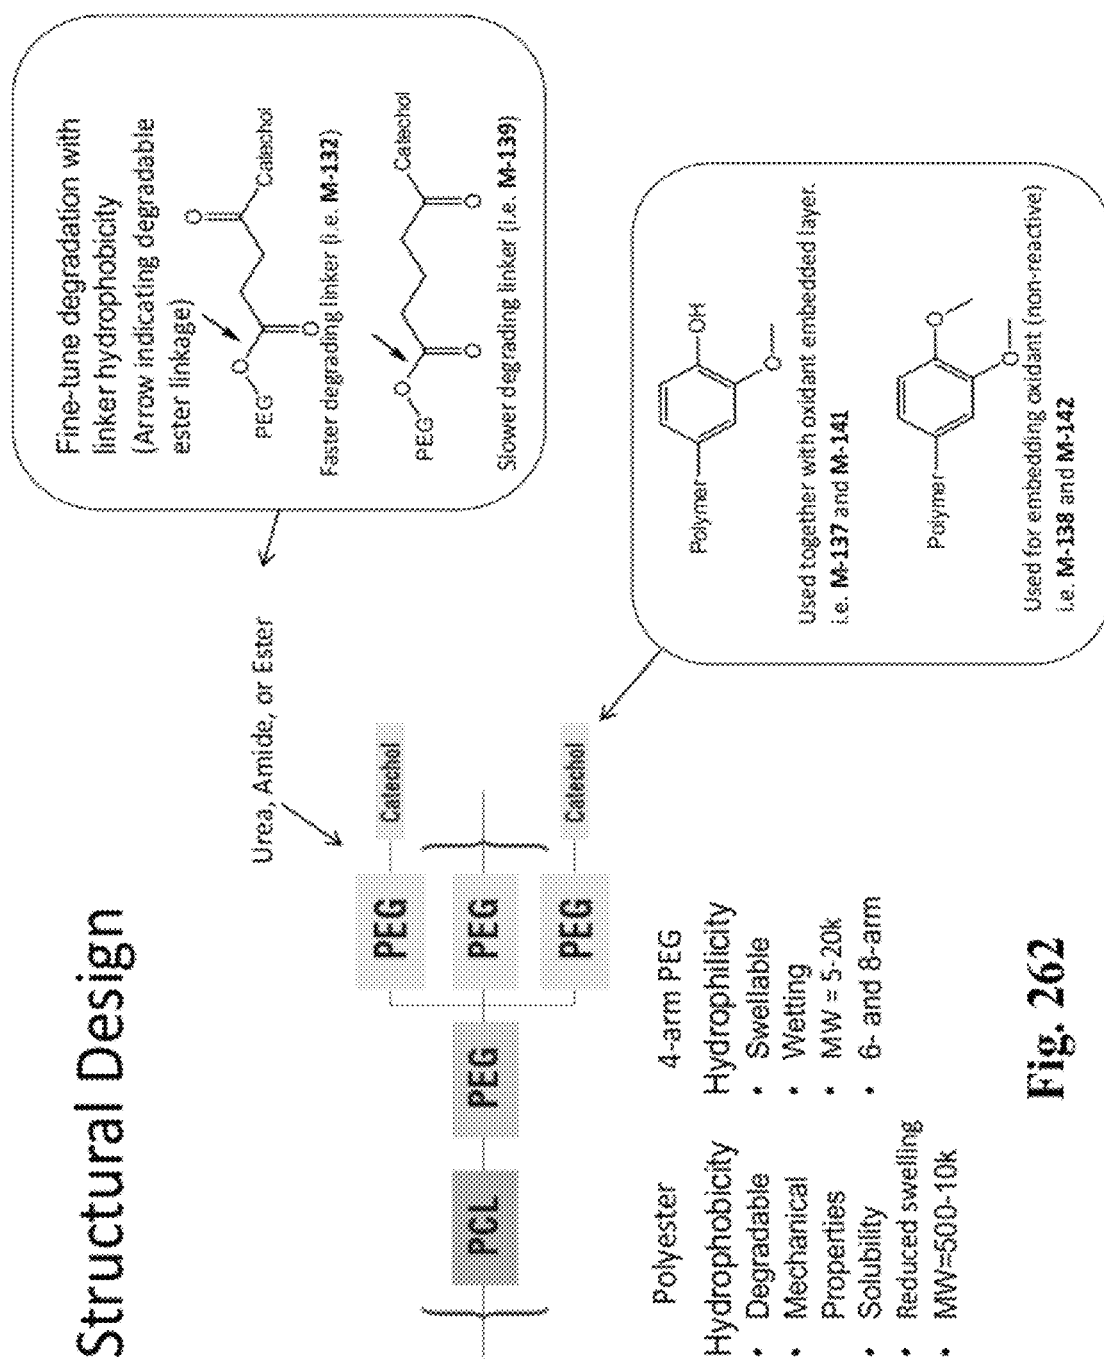 Structural Design
Urea, Amide, or Ester
Fine-tune degradation with
linker hydrophobicity
(Arrow indicating degradable
ester linkage)
PEG
O
O
O
Catechol
Faster degrading linker (i.e. M-132)
PEG
O
O
O
Catechol
Slower degrading linker (i.e. M-139)
PCL
PEG
PEG
PEG
PEG
Catechol
Catechol
Polyester
Hydrophobicity
• Degradable
• Mechanical
Properties
• Solubility
• Reduced swelling
• MW=500-10k
4-arm PEG
Hydrophilicity
• Swellable
• Wetting
• MW = 5-20k
• 6- and 8-arm
Polymer
OH
O
Used together with oxidant embedded layer.
i.e. M-137 and M-141
Polymer
O
O
Used for embedding oxidant (non-reactive)
i.e. M-138 and M-142
Fig. 262